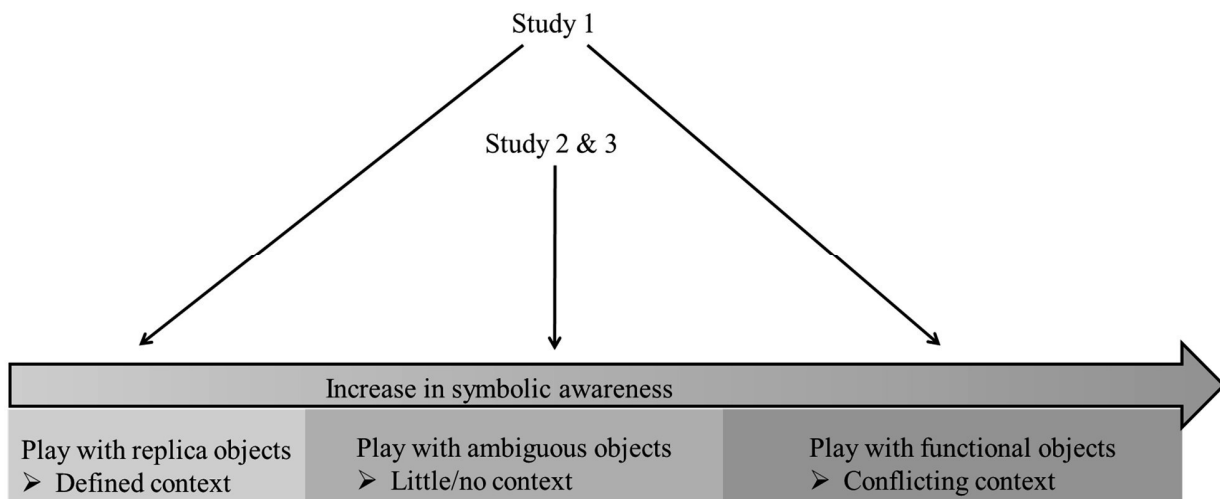 Study 1
Study 2 & 3
Increase in symbolic awareness
Play with replica objects
➢ Defined context
Play with ambiguous objects
➢ Little/no context
Play with functional objects
➢ Conflicting context